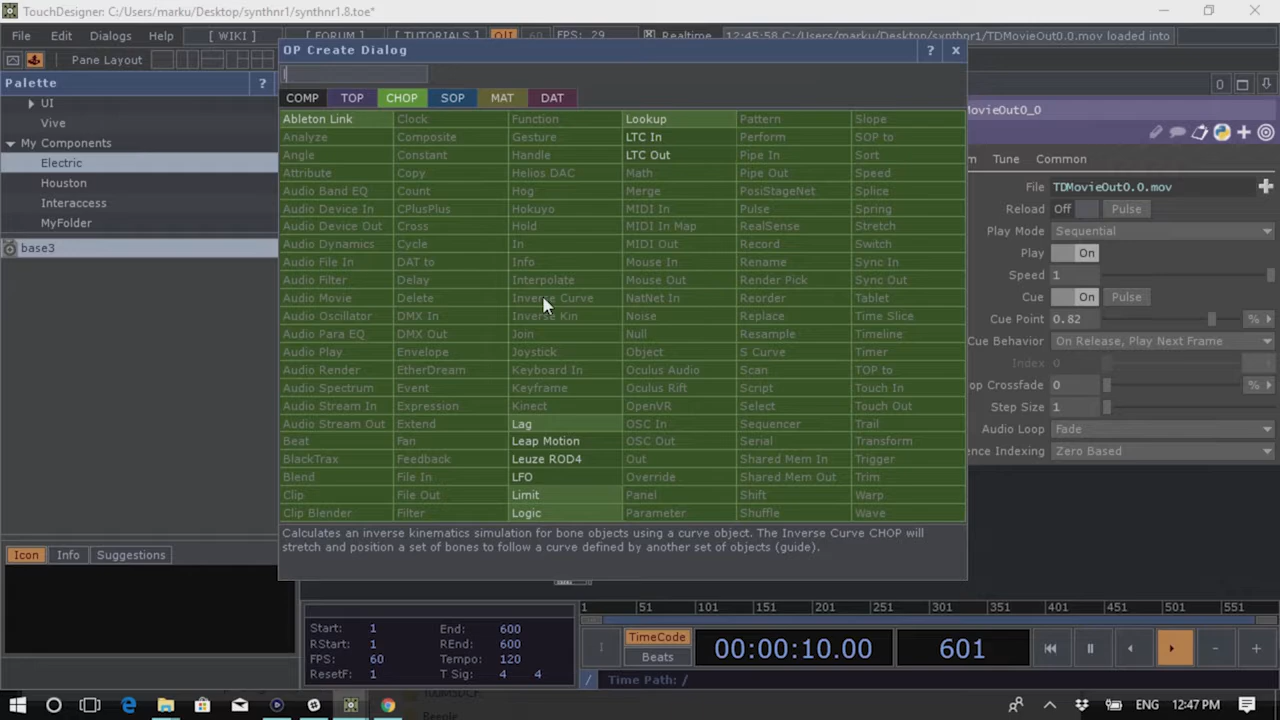 TouchDesigner: C:/Users/marku/Desktop/synthnr1/synthnr1.8.toe*
File Edit Dialogs Help [ WIKI ] [ FORUM ] [ TUTORIALS ] OUI 60 FPS: 29 Realtime 12:45:58 C:/Users/marku/Desktop/synthnr1/TDMovieOut0.0.mov loaded into
Pane Layout
OP Create Dialog ? x
Palette ?
UI
Vive
My Components
Electric
Houston
Interaccess
MyFolder
base3
Icon Info Suggestions
l
COMP TOP CHOP SOP MAT DAT
Ableton Link Clock Function Lookup Pattern Slope
Analyze Composite Gesture LTC In Perform SOP to
Angle Constant Handle LTC Out Pipe In Sort
Attribute Copy Helios DAC Math Pipe Out Speed
Audio Band EQ Count Hog Merge PosiStageNet Splice
Audio Device In CPlusPlus Hokuyo MIDI In Pulse Spring
Audio Device Out Cross Hold MIDI In Map RealSense Stretch
Audio Dynamics Cycle In MIDI Out Record Switch
Audio File In DAT to Info Mouse In Rename Sync In
Audio Filter Delay Interpolate Mouse Out Render Pick Sync Out
Audio Movie Delete Inverse Curve NatNet In Reorder Tablet
Audio Oscillator DMX In Inverse Kin Noise Replace Time Slice
Audio Para EQ DMX Out Join Null Resample Timeline
Audio Play Envelope Joystick Object S Curve Timer
Audio Render EtherDream Keyboard In Oculus Audio Scan TOP to
Audio Spectrum Event Keyframe Oculus Rift Script Touch In
Audio Stream In Expression Kinect OpenVR Select Touch Out
Audio Stream Out Extend Lag OSC In Sequencer Trail
Beat Fan Leap Motion OSC Out Serial Transform
BlackTrax Feedback Leuze ROD4 Out Shared Mem In Trigger
Blend File In LFO Override Shared Mem Out Trim
Clip File Out Limit Panel Shift Warp
Clip Blender Filter Logic Parameter Shuffle Wave
Calculates an inverse kinematics simulation for bone objects using a curve object. The Inverse Curve CHOP will
stretch and position a set of bones to follow a curve defined by another set of objects (guide).
0
MovieOut0_0
m Tune Common
File TDMovieOut0.0.mov
Reload Off Pulse
Play Mode Sequential
Play On
Speed 1
Cue On Pulse
Cue Point 0.82 %
Cue Behavior On Release, Play Next Frame
Index 0
op Crossfade 0 %
Step Size 1
Audio Loop Fade
ence Indexing Zero Based
Start: 1 End: 600
RStart: 1 REnd: 600
FPS: 60 Tempo: 120
ResetF: 1 T Sig: 4 4
1 51 101 151 201 251 301 351 401 451 501 551
TimeCode
Beats
00:00:10.00 601 - +
/ Time Path: /
ENG 12:47 PM